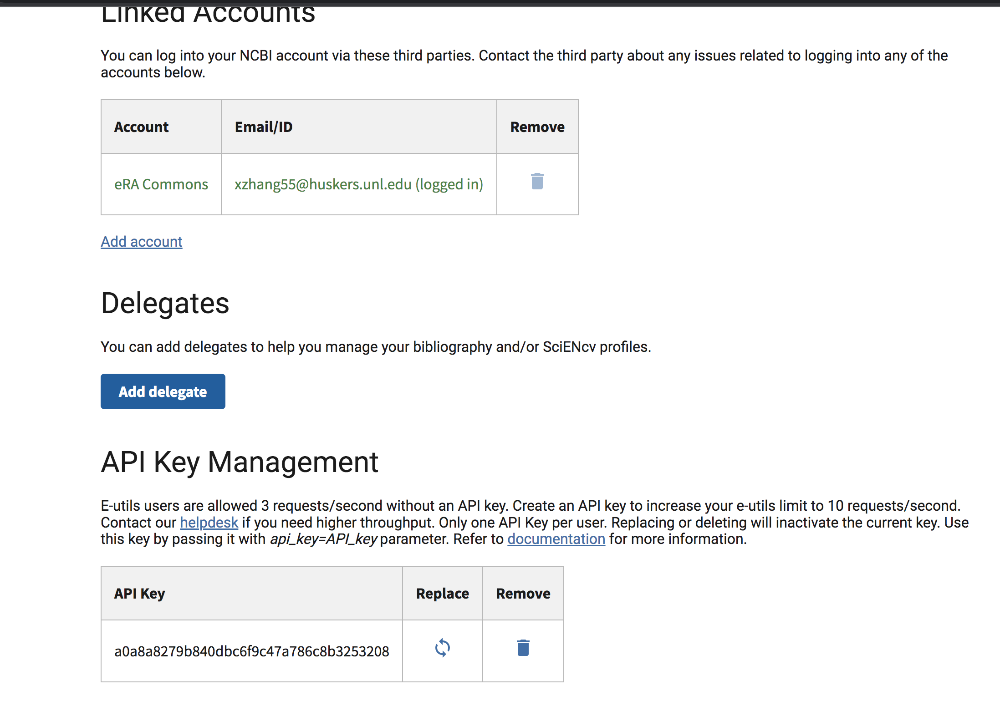 Linked Accounts
You can log into your NCBI account via these third parties. Contact the third party about any issues related to logging into any of the
accounts below.
Account Email/ID Remove
eRA Commons xzhang55@huskers.unl.edu (logged in)
Add account
Delegates
You can add delegates to help you manage your bibliography and/or SciENcv profiles.
Add delegate
API Key Management
E-utils users are allowed 3 requests/second without an API key. Create an API key to increase your e-utils limit to 10 requests/second.
Contact our helpdesk if you need higher throughput. Only one API Key per user. Replacing or deleting will inactivate the current key. Use
this key by passing it with api_key=API_key parameter. Refer to documentation for more information.
API Key Replace Remove
a0a8a8279b840dbc6f9c47a786c8b3253208